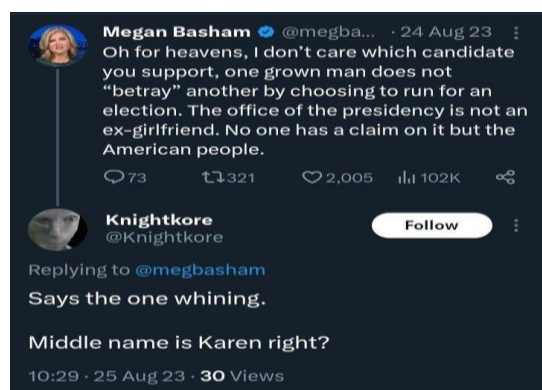 Megan Basham @megba... · 24 Aug 23
Oh for heavens, I don't care which candidate
you support, one grown man does not
“betray” another by choosing to run for an
election. The office of the presidency is not an
ex-girlfriend. No one has a claim on it but the
American people.
73 321 2,005 102K
Knightkore Follow
@Knightkore
Replying to @megbasham
Says the one whining.
Middle name is Karen right?
10:29 · 25 Aug 23 · 30 Views